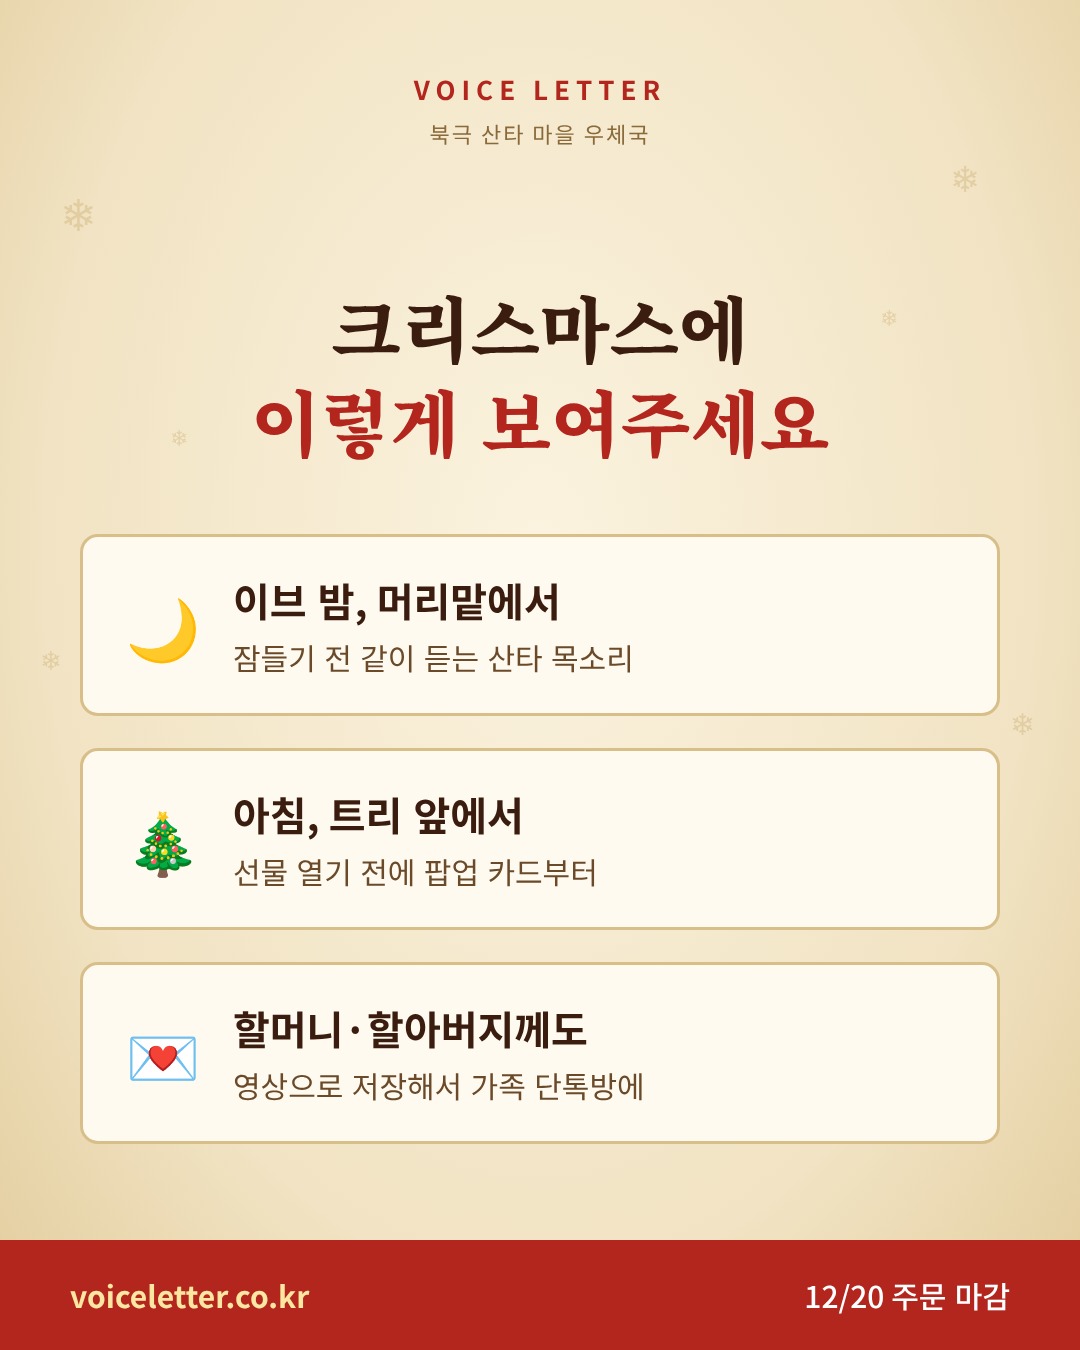 VOICE LETTER
북극 산타 마을 우체국
크리스마스에
이렇게 보여주세요
이브 밤, 머리맡에서
잠들기 전 같이 듣는 산타 목소리
아침, 트리 앞에서
선물 열기 전에 팝업 카드부터
할머니·할아버지께도
영상으로 저장해서 가족 단톡방에
voiceletter.co.kr
12/20 주문 마감